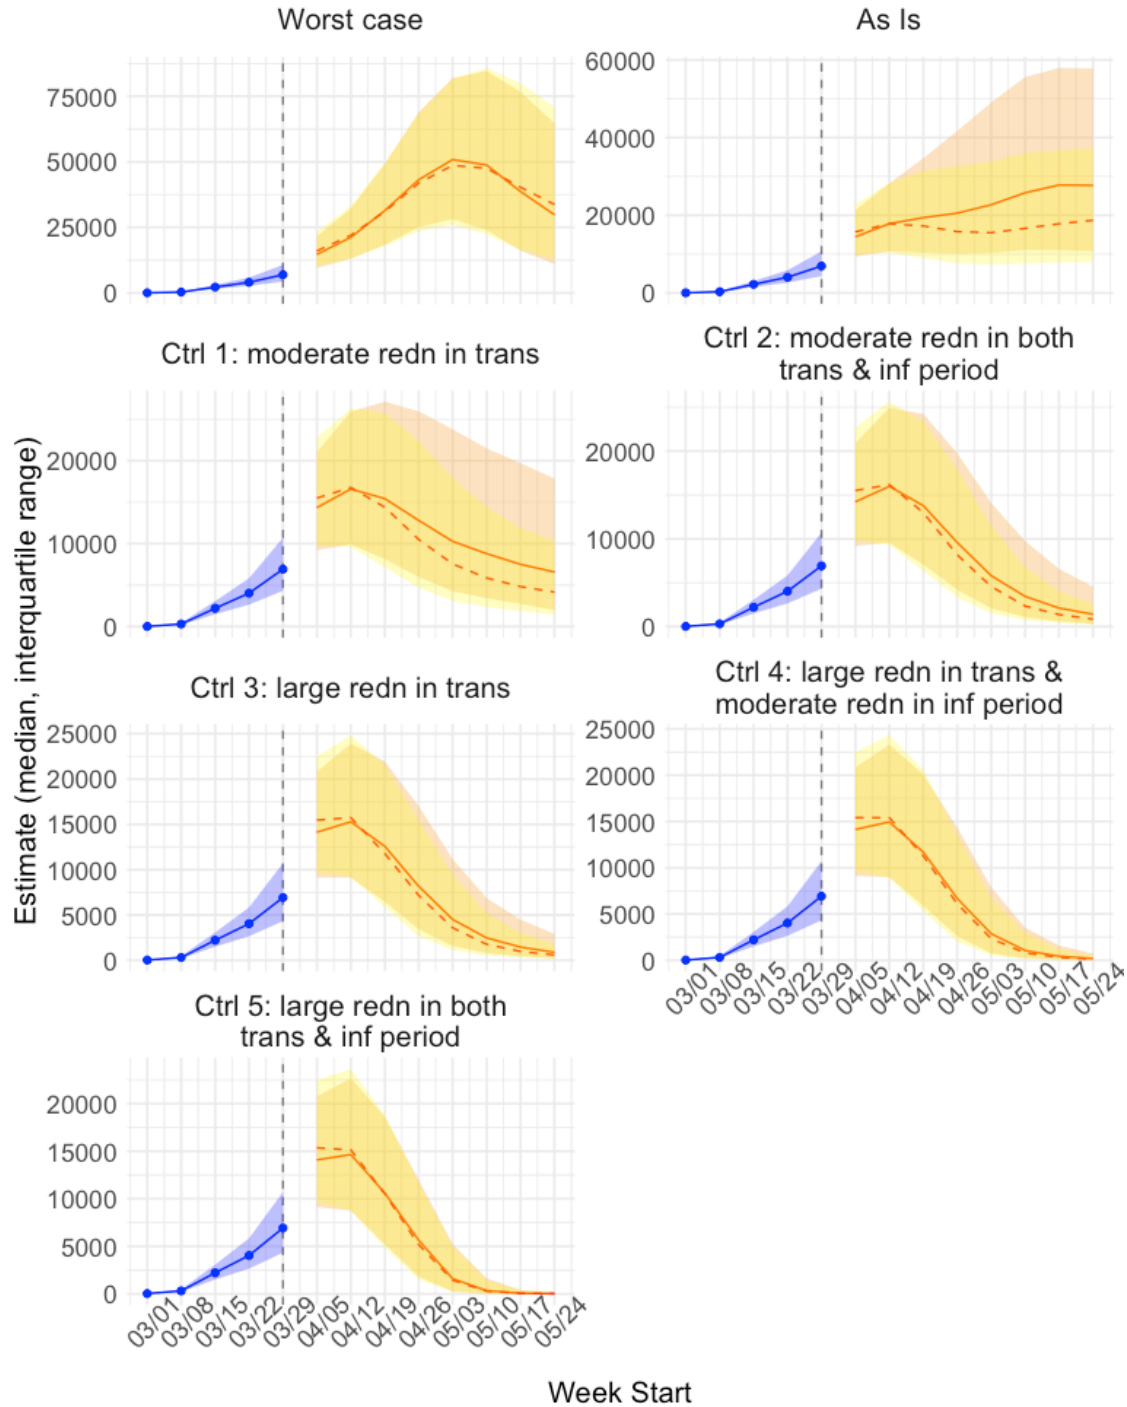 Worst case
As Is
75000
50000
25000
0
60000
40000
20000
0
Ctrl 1: moderate redn in trans
Ctrl 2: moderate redn in both
trans & inf period
20000
10000
0
20000
10000
0
Ctrl 3: large redn in trans
Ctrl 4: large redn in trans &
moderate redn in inf period
25000
20000
15000
10000
5000
0
25000
20000
15000
10000
5000
0
03/01 03/08 03/15 03/22 03/29 04/05 04/12 04/19 04/26 05/03 05/10 05/17 05/24
Ctrl 5: large redn in both
trans & inf period
20000
15000
10000
5000
0
03/01 03/08 03/15 03/22 03/29 04/05 04/12 04/19 04/26 05/03 05/10 05/17 05/24
Estimate (median, interquartile range)
Week Start